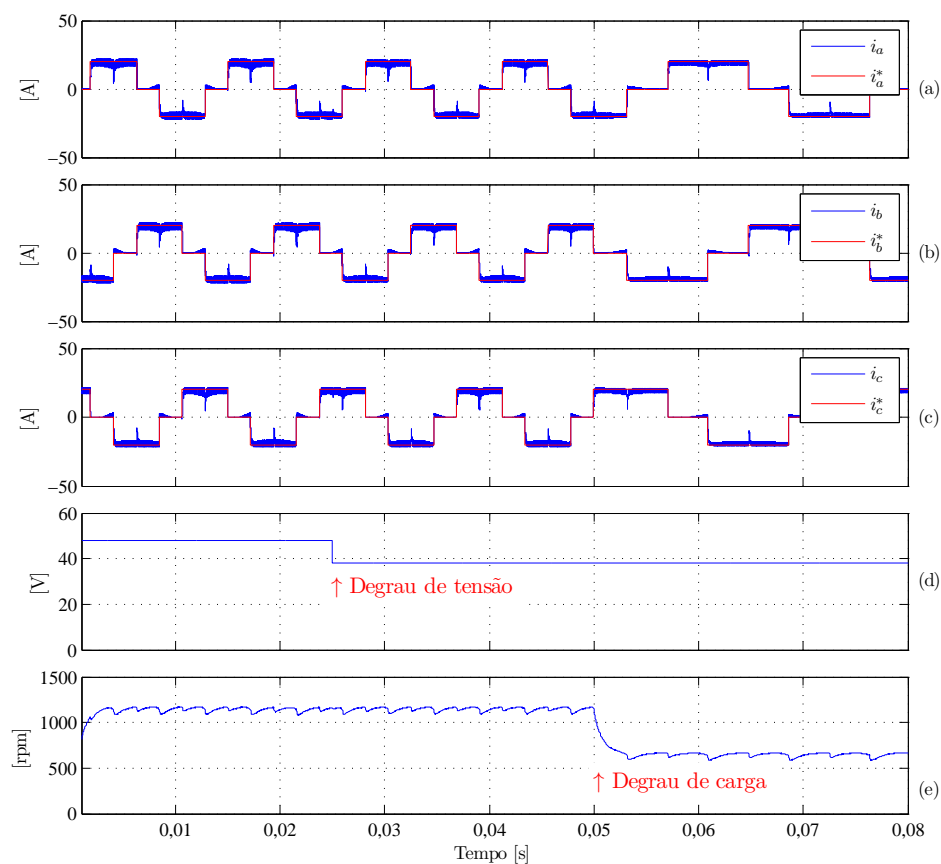 50
0
−50
[A]
i_a
i_a^*
(a)
50
0
−50
[A]
i_b
i_b^*
(b)
50
0
−50
[A]
i_c
i_c^*
(c)
60
40
20
0
[V]
↑ Degrau de tensão
(d)
1500
1000
500
0
[rpm]
↑ Degrau de carga
(e)
0,01 0,02 0,03 0,04 0,05 0,06 0,07 0,08
Tempo [s]